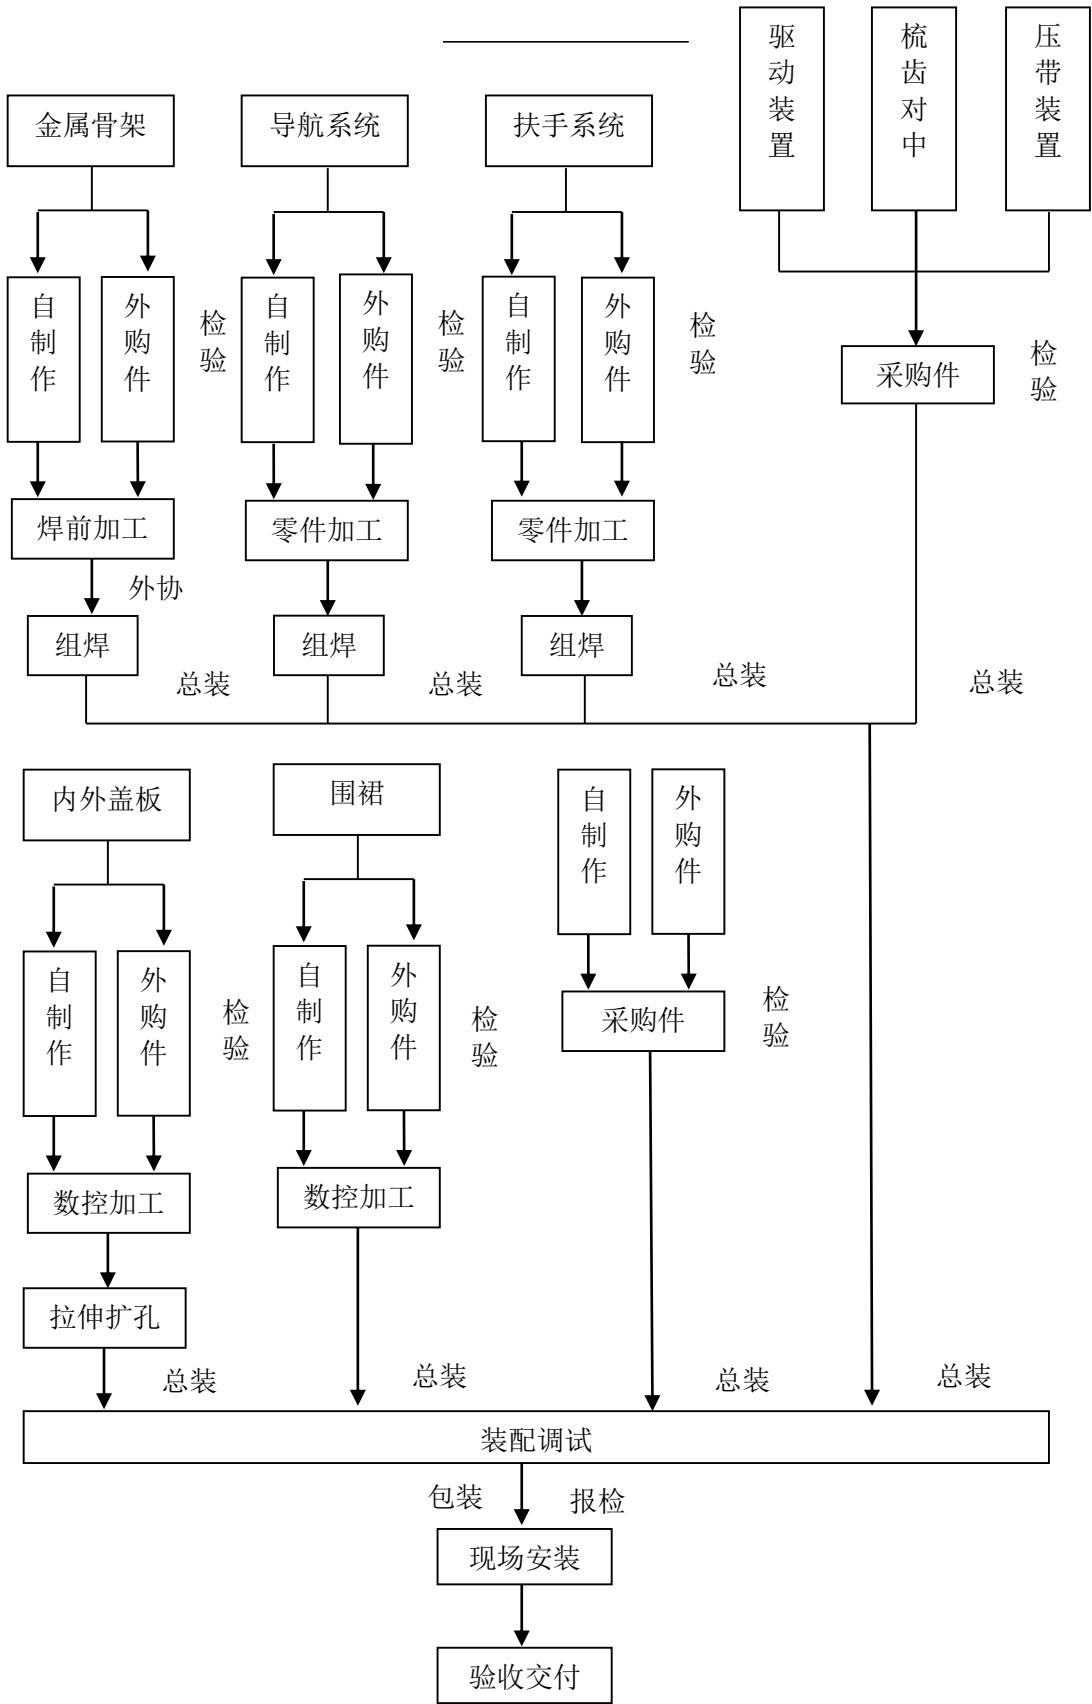 驱动装置
梳齿对中
压带装置
金属骨架
导航系统
扶手系统
自制作
外购件
检验
自制作
外购件
检验
自制作
外购件
检验
采购件
检验
焊前加工
零件加工
零件加工
外协
组焊
组焊
组焊
总装
总装
总装
总装
内外盖板
围裙
自制作
外购件
自制作
外购件
检验
自制作
外购件
检验
采购件
检验
数控加工
数控加工
拉伸扩孔
总装
总装
总装
总装
装配调试
包装
报检
现场安装
验收交付